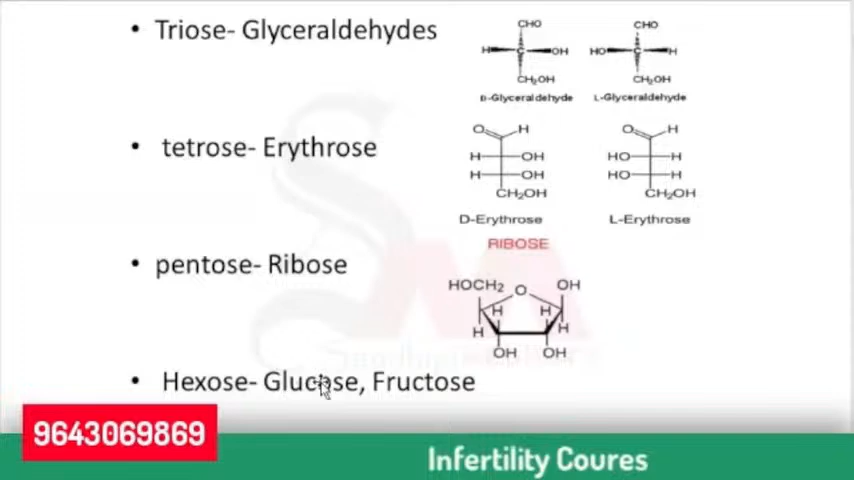 • Triose- Glyceraldehydes
CHO CHO
H C OH HO C H
CH₂OH CH₂OH
D-Glyceraldehyde L-Glyceraldehyde
• tetrose- Erythrose
O H O H
H OH HO H
H OH HO H
CH₂OH CH₂OH
D-Erythrose L-Erythrose
RIBOSE
• pentose- Ribose
HOCH₂ O OH
H H
H H
OH OH
• Hexose- Glucose, Fructose
9643069869
Infertility Coures